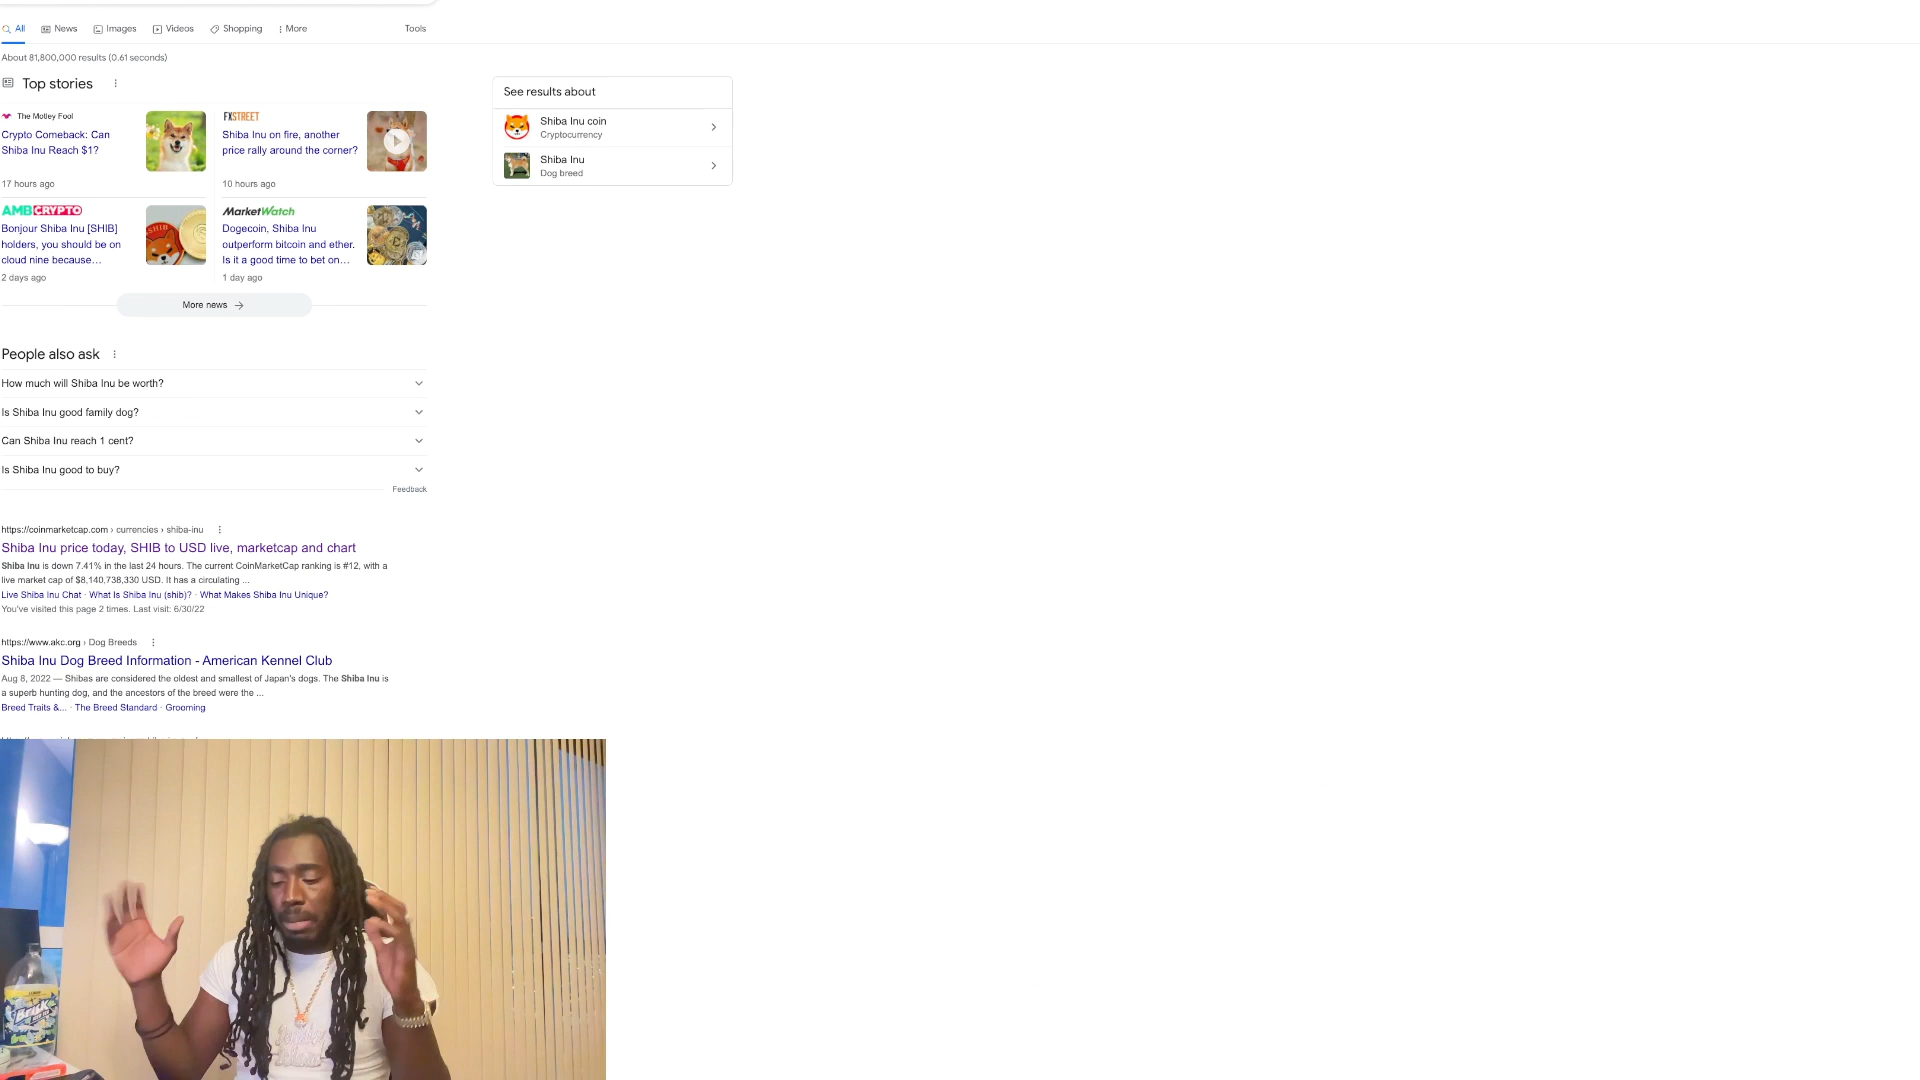 All News Images Videos Shopping More Tools
About 81,800,000 results (0.61 seconds)
Top stories
The Motley Fool
Crypto Comeback: Can
Shiba Inu Reach $1?
17 hours ago
FXSTREET
Shiba Inu on fire, another
price rally around the corner?
10 hours ago
AMBCRYPTO
Bonjour Shiba Inu [SHIB]
holders, you should be on
cloud nine because...
2 days ago
SHIB
MarketWatch
Dogecoin, Shiba Inu
outperform bitcoin and ether.
Is it a good time to bet on...
1 day ago
More news
See results about
Shiba Inu coin
Cryptocurrency
Shiba Inu
Dog breed
People also ask
How much will Shiba Inu be worth?
Is Shiba Inu good family dog?
Can Shiba Inu reach 1 cent?
Is Shiba Inu good to buy?
Feedback
https://coinmarketcap.com › currencies › shiba-inu
Shiba Inu price today, SHIB to USD live, marketcap and chart
Shiba Inu is down 7.41% in the last 24 hours. The current CoinMarketCap ranking is #12, with a
live market cap of $8,140,738,330 USD. It has a circulating ...
Live Shiba Inu Chat · What Is Shiba Inu (shib)? · What Makes Shiba Inu Unique?
You've visited this page 2 times. Last visit: 6/30/22
https://www.akc.org › Dog Breeds
Shiba Inu Dog Breed Information - American Kennel Club
Aug 8, 2022 — Shibas are considered the oldest and smallest of Japan's dogs. The Shiba Inu is
a superb hunting dog, and the ancestors of the breed were the ...
Breed Traits &... · The Breed Standard · Grooming
Brisk